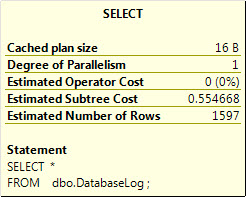 SELECT
Cached plan size 16 B
Degree of Parallelism 1
Estimated Operator Cost 0 (0%)
Estimated Subtree Cost 0.554668
Estimated Number of Rows 1597
Statement
SELECT *
FROM dbo.DatabaseLog ;